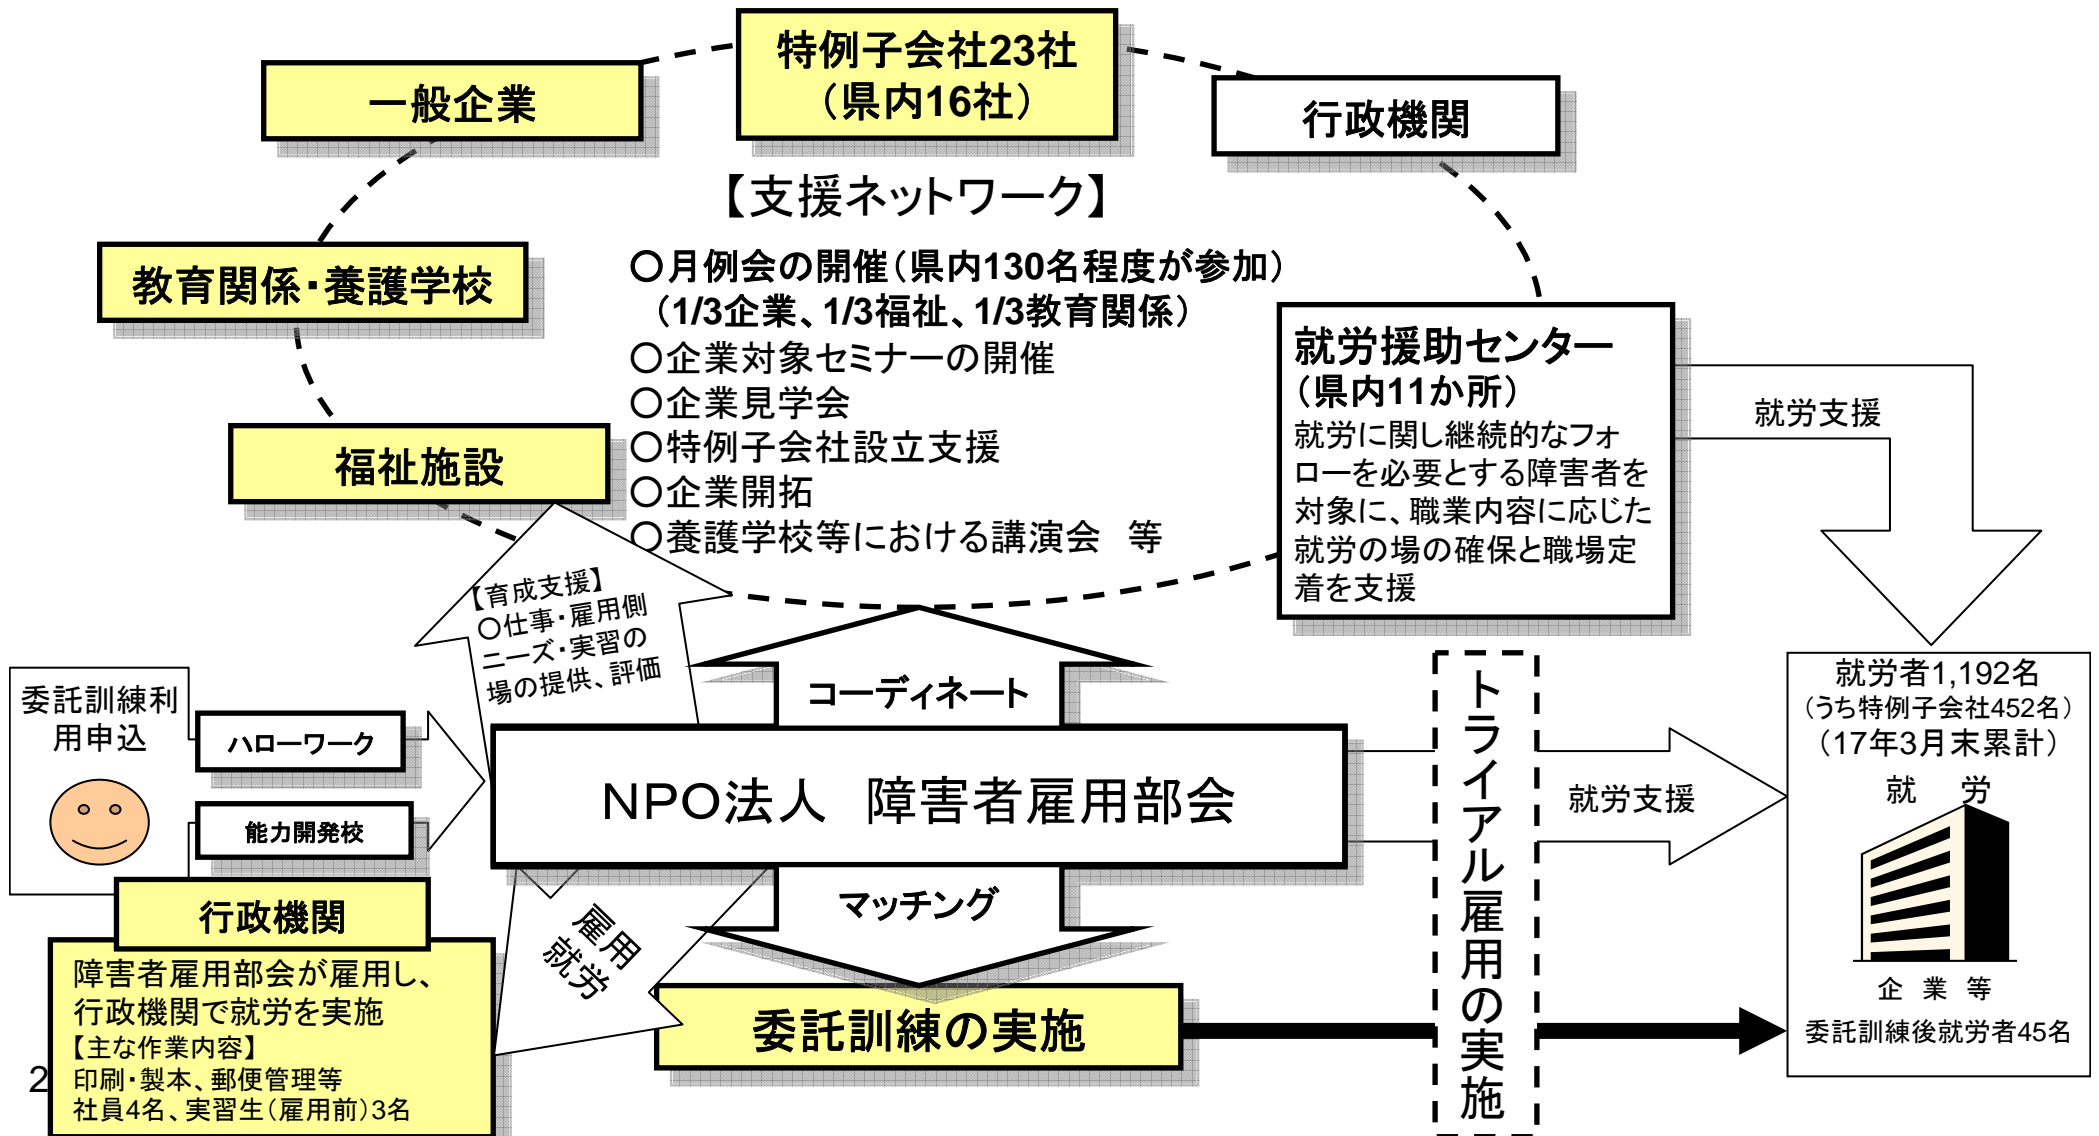 特例子会社23社
（県内16社）
一般企業
行政機関
【支援ネットワーク】
教育関係・養護学校
○月例会の開催（県内130名程度が参加）
（1/3企業、1/3福祉、1/3教育関係）
○企業対象セミナーの開催
○企業見学会
○特例子会社設立支援
○企業開拓
○養護学校等における講演会　等
就労援助センター
（県内11か所）
就労に関し継続的なフォ
ローを必要とする障害者を
対象に、職業内容に応じた
就労の場の確保と職場定
着を支援
就労支援
福祉施設
【育成支援】
○仕事・雇用側
ニーズ・実習の
場の提供、評価
コーディネート
委託訓練利
用申込
ハローワーク
能力開発校
NPO法人　障害者雇用部会
トライアル雇用の実施
就労支援
就労者1,192名
（うち特例子会社452名）
（17年3月末累計）
就　労
企　業　等
委託訓練後就労者45名
マッチング
雇用
就労
委託訓練の実施
行政機関
障害者雇用部会が雇用し、
行政機関で就労を実施
【主な作業内容】
印刷・製本、郵便管理等
社員4名、実習生（雇用前）3名
2